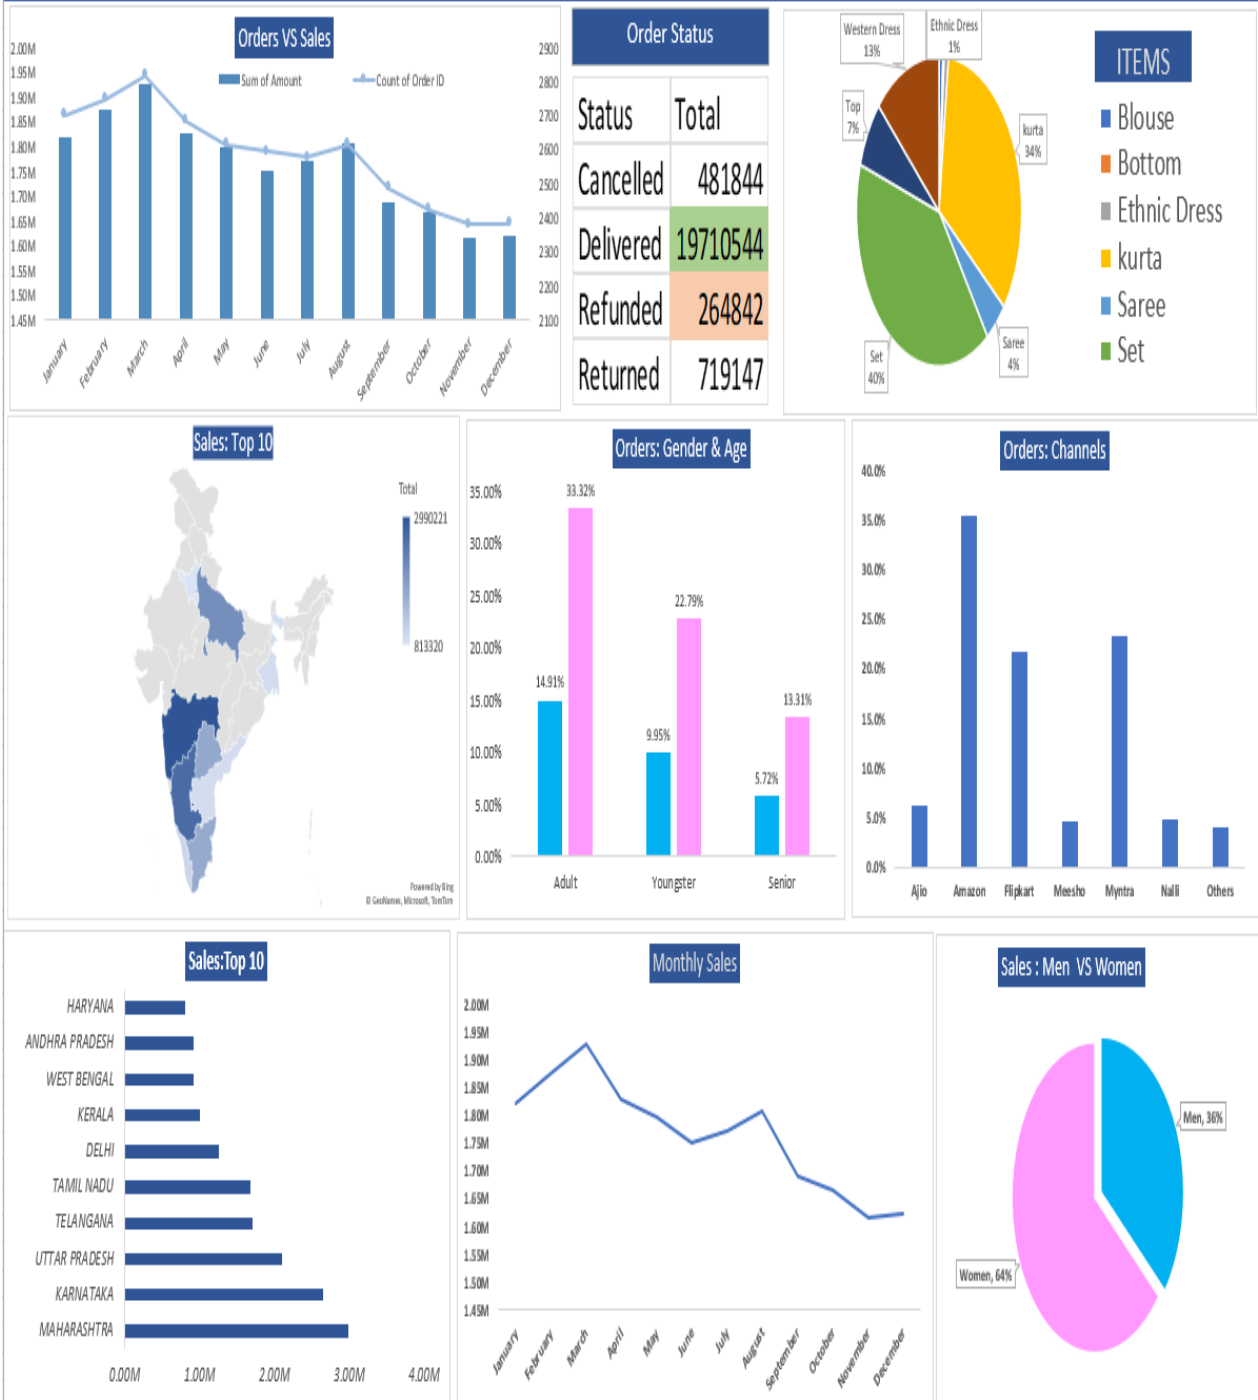 Orders VS Sales
Sum of Amount
Count of Order ID
2.00M
1.95M
1.90M
1.85M
1.80M
1.75M
1.70M
1.65M
1.60M
1.55M
1.50M
1.45M
2900
2800
2700
2600
2500
2400
2300
2200
2100
January
February
March
April
May
June
July
August
September
October
November
December
Order Status
Status Total
Cancelled 481844
Delivered 19710544
Refunded 264842
Returned 719147
Western Dress
13%
Ethnic Dress
1%
Top
7%
kurta
34%
Set
40%
Saree
4%
ITEMS
Blouse
Bottom
Ethnic Dress
kurta
Saree
Set
Sales: Top 10
Total
2990221
813320
Powered by Bing
© GeoNames, Microsoft, TomTom
Orders: Gender & Age
35.00%
30.00%
25.00%
20.00%
15.00%
10.00%
5.00%
0.00%
14.91%
33.32%
9.95%
22.79%
5.72%
13.31%
Adult
Youngster
Senior
Orders: Channels
40.0%
35.0%
30.0%
25.0%
20.0%
15.0%
10.0%
5.0%
0.0%
Ajio
Amazon
Flipkart
Meesho
Myntra
Nalli
Others
Sales:Top 10
HARYANA
ANDHRA PRADESH
WEST BENGAL
KERALA
DELHI
TAMIL NADU
TELANGANA
UTTAR PRADESH
KARNATAKA
MAHARASHTRA
0.00M
1.00M
2.00M
3.00M
4.00M
Monthly Sales
2.00M
1.95M
1.90M
1.85M
1.80M
1.75M
1.70M
1.65M
1.60M
1.55M
1.50M
1.45M
January
February
March
April
May
June
July
August
September
October
November
December
Sales : Men VS Women
Men, 36%
Women, 64%